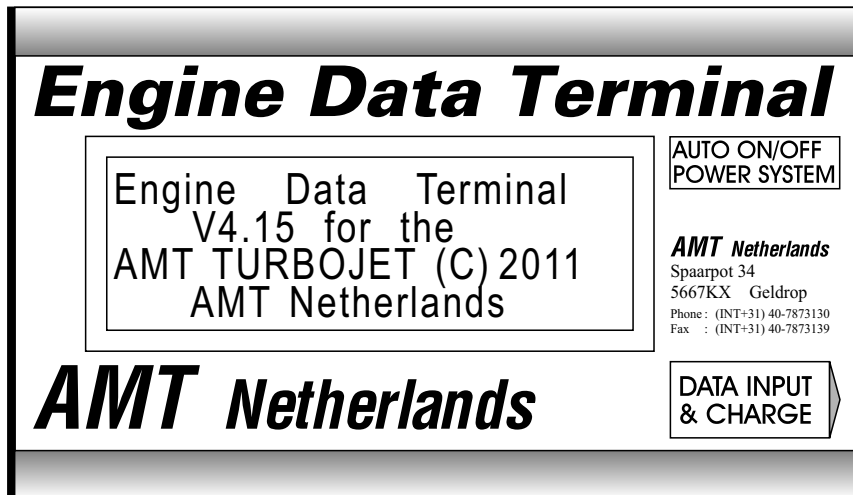 Engine Data Terminal
Engine Data Terminal
V4.15 for the
AMT TURBOJET (C) 2011
AMT Netherlands
AUTO ON/OFF
POWER SYSTEM
AMT Netherlands
Spaarpot 34
5667KX Geldrop
Phone : (INT+31) 40-7873130
Fax : (INT+31) 40-7873139
AMT Netherlands
DATA INPUT
& CHARGE